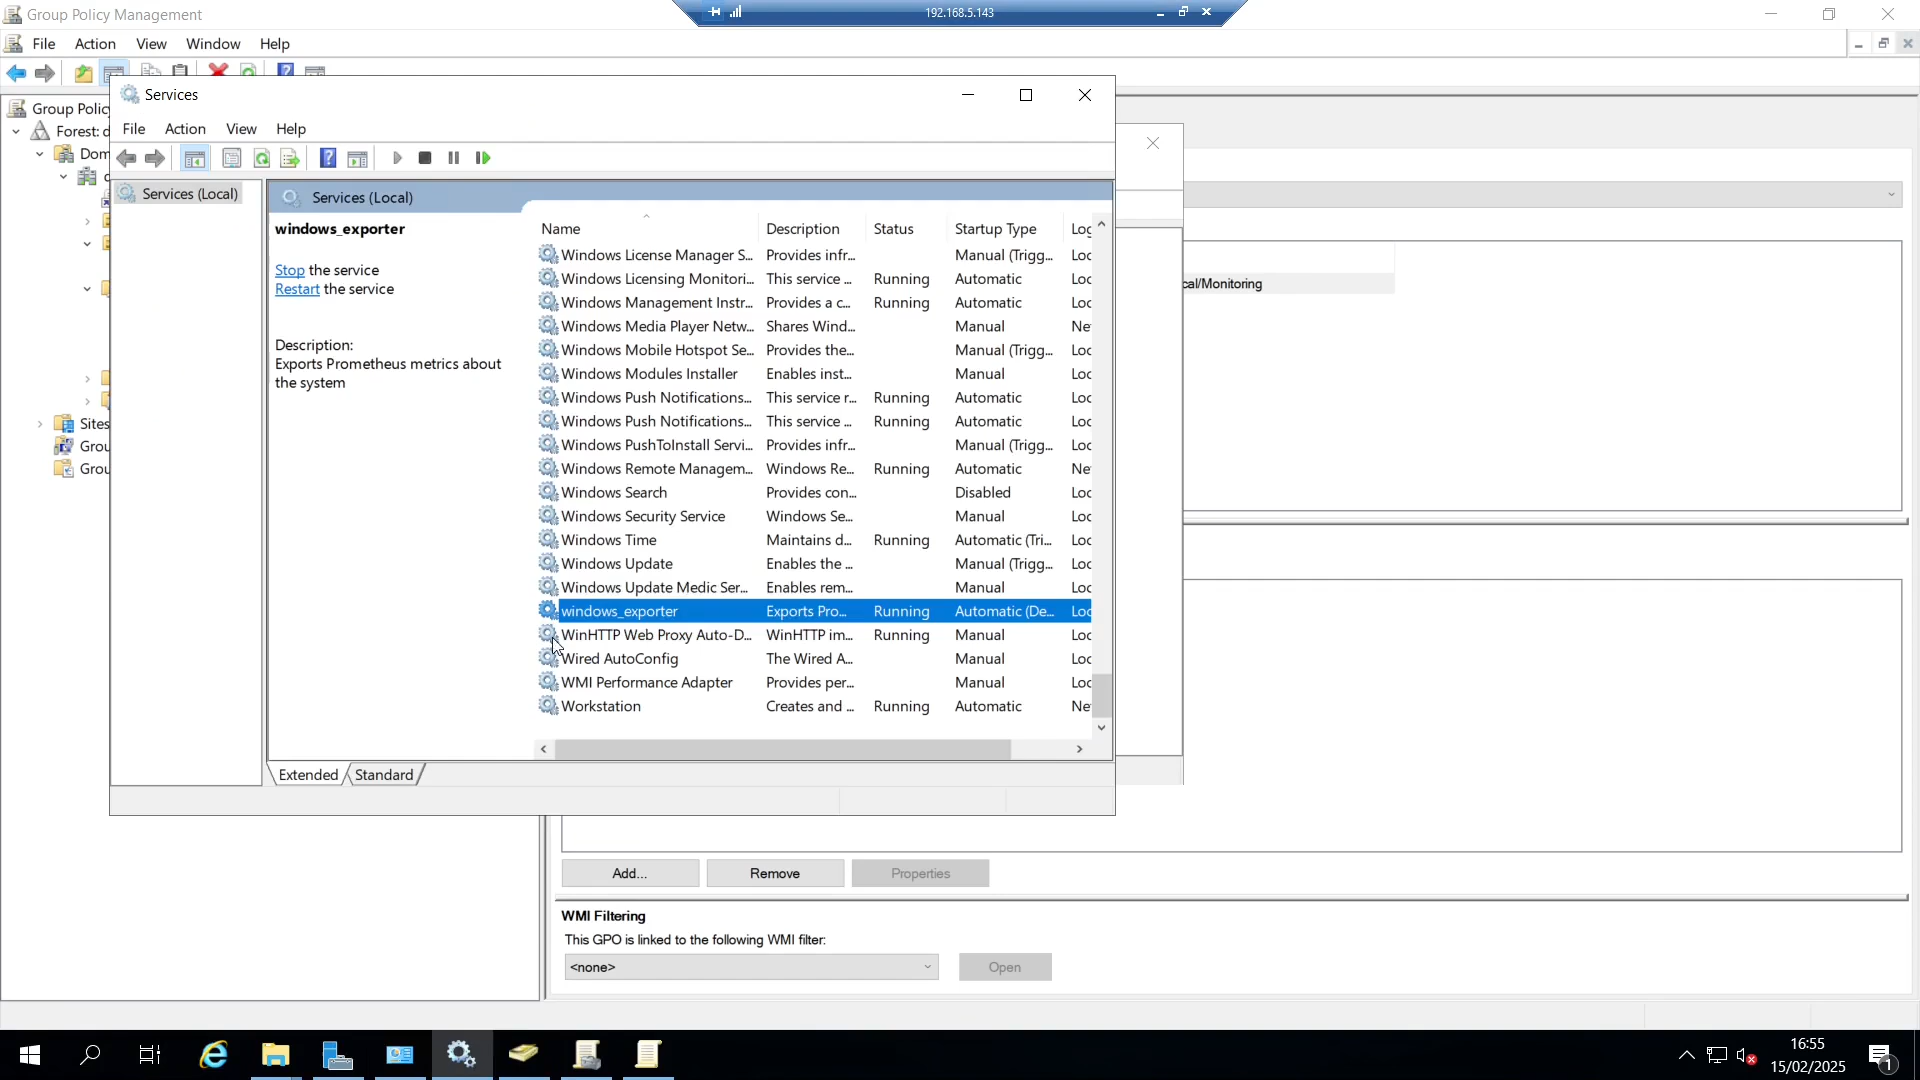 Group Policy Management
192.168.5.143
File Action View Window Help
Group Policy
Forest: d
Dom
d
Sites
Grou
Grou
Services
File Action View Help
Services (Local)
Services (Local)
windows_exporter
Stop the service
Restart the service
Description:
Exports Prometheus metrics about
the system
Name Description Status Startup Type Log
Windows License Manager S... Provides infr... Manual (Trigg... Loc
Windows Licensing Monitori... This service ... Running Automatic Loc
Windows Management Instr... Provides a c... Running Automatic Loc
Windows Media Player Netw... Shares Wind... Manual Ne
Windows Mobile Hotspot Se... Provides the... Manual (Trigg... Loc
Windows Modules Installer Enables inst... Manual Loc
Windows Push Notifications... This service r... Running Automatic Loc
Windows Push Notifications... This service ... Running Automatic Loc
Windows PushToInstall Servi... Provides infr... Manual (Trigg... Loc
Windows Remote Managem... Windows Re... Running Automatic Ne
Windows Search Provides con... Disabled Loc
Windows Security Service Windows Se... Manual Loc
Windows Time Maintains d... Running Automatic (Tri... Loc
Windows Update Enables the ... Manual (Trigg... Loc
Windows Update Medic Ser... Enables rem... Manual Loc
windows_exporter Exports Pro... Running Automatic (De... Loc
WinHTTP Web Proxy Auto-D... WinHTTP im... Running Manual Loc
Wired AutoConfig The Wired A... Manual Loc
WMI Performance Adapter Provides per... Manual Loc
Workstation Creates and ... Running Automatic Ne
Extended Standard
cal/Monitoring
Add... Remove Properties
WMI Filtering
This GPO is linked to the following WMI filter:
<none> Open
16:55
15/02/2025
1